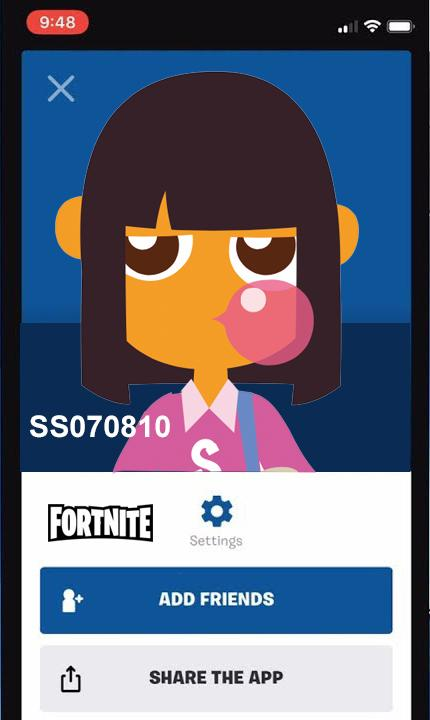 9:48
SS070810
S
FORTNITE
Settings
ADD FRIENDS
SHARE THE APP